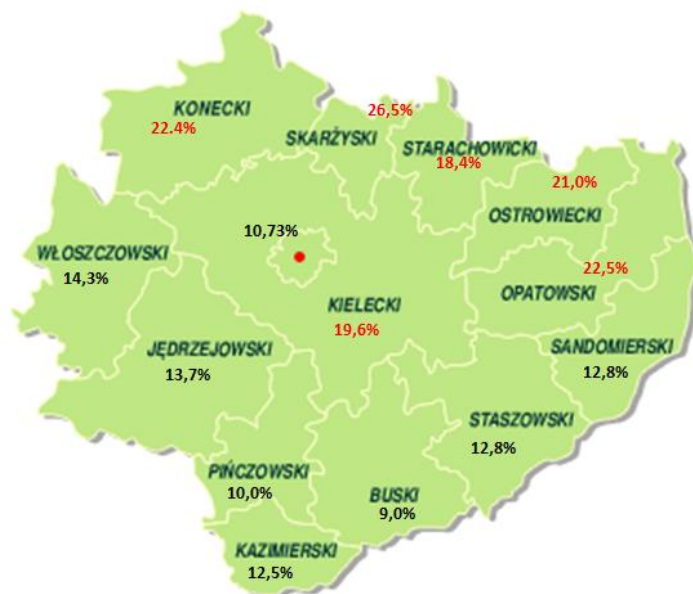 KONECKI
22.4%
26,5%
SKARŻYSKI
STARACHOWICKI
18,4%
21,0%
OSTROWIECKI
10,73%
WŁOSZCZOWSKI
14,3%
22,5%
OPATOWSKI
KIELECKI
19,6%
JĘDRZEJOWSKI
13,7%
SANDOMIERSKI
12,8%
STASZOWSKI
12,8%
PIŃCZOWSKI
10,0%
BUSKI
9,0%
KAZIMIERSKI
12,5%